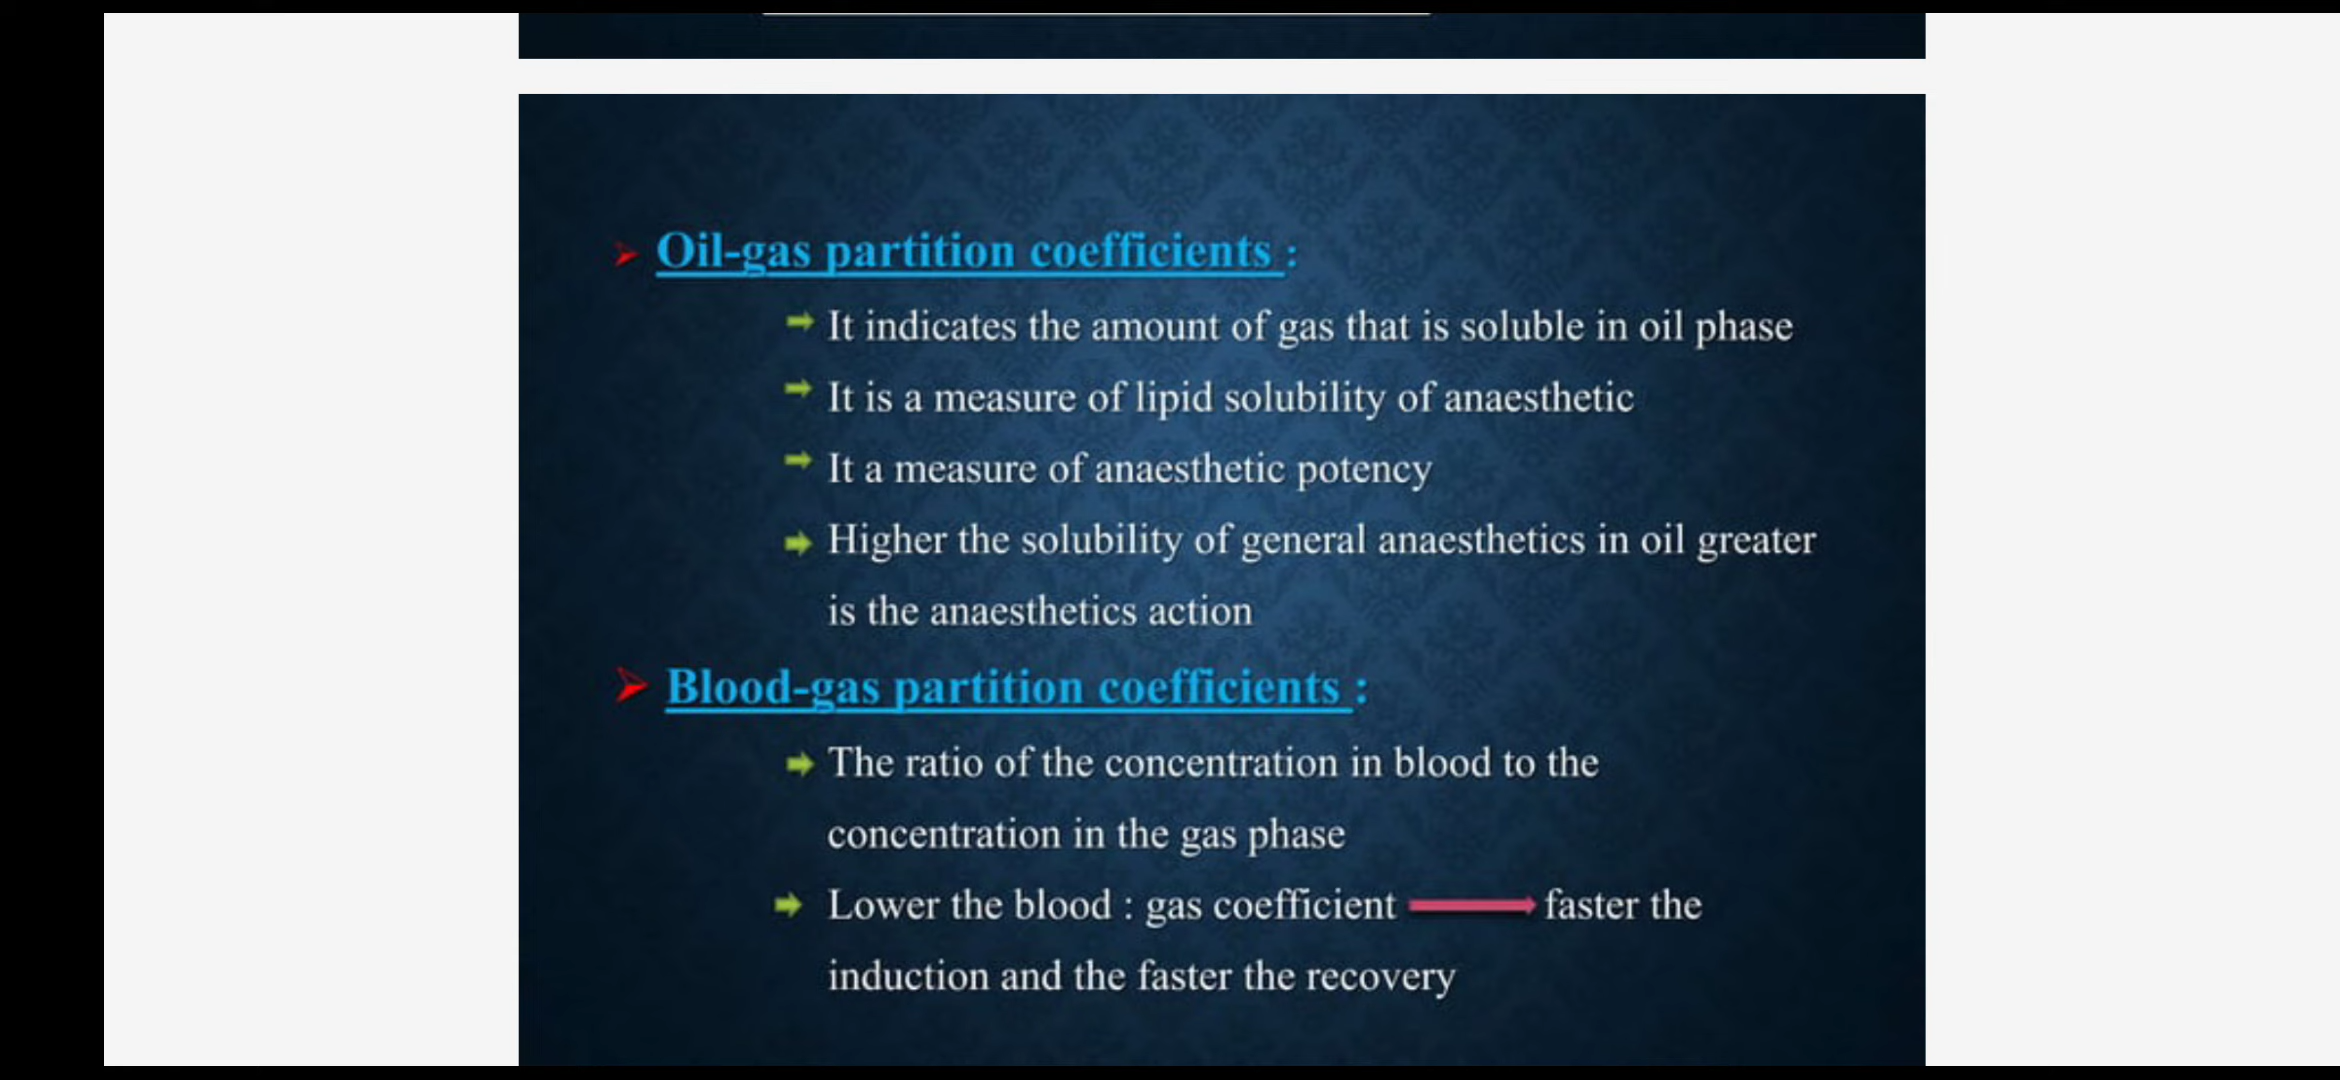 Oil-gas partition coefficients :
It indicates the amount of gas that is soluble in oil phase
It is a measure of lipid solubility of anaesthetic
It a measure of anaesthetic potency
Higher the solubility of general anaesthetics in oil greater
is the anaesthetics action
Blood-gas partition coefficients :
The ratio of the concentration in blood to the
concentration in the gas phase
Lower the blood : gas coefficient faster the
induction and the faster the recovery